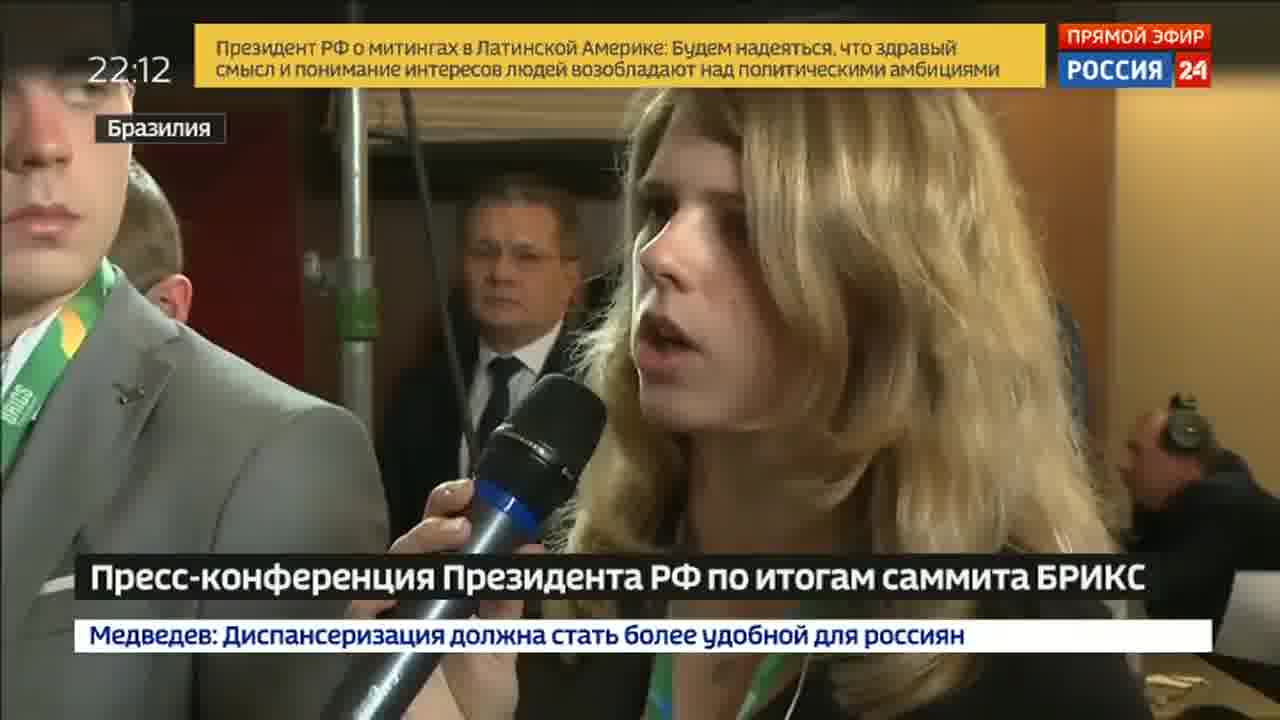 22:12
Президент РФ о митингах в Латинской Америке: Будем надеяться, что здравый
смысл и понимание интересов людей возобладают над политическими амбициями
ПРЯМОЙ ЭФИР
РОССИЯ 24
Бразилия
BRICS
Пресс-конференция Президента РФ по итогам саммита БРИКС
Медведев: Диспансеризация должна стать более удобной для россиян